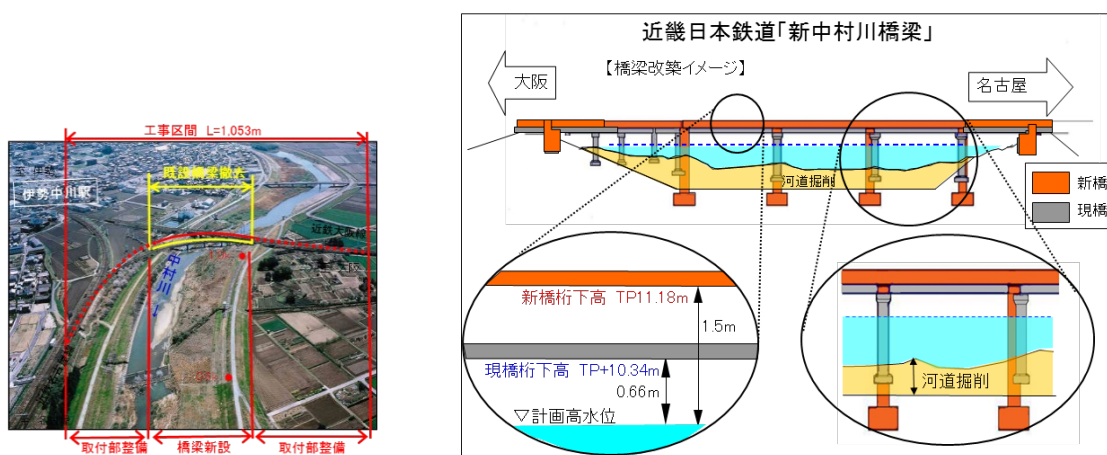 工事区間 L=1,053m
既設橋梁撤去
伊勢中川駅
近鉄大阪線
中村川
取付部整備
橋梁新設
取付部整備
近畿日本鉄道「新中村川橋梁」
【橋梁改築イメージ】
大阪
名古屋
河道掘削
新橋
現橋
新橋桁下高 TP11.18m
1.5m
現橋桁下高 TP+10.34m
0.66m
▽計画高水位
河道掘削